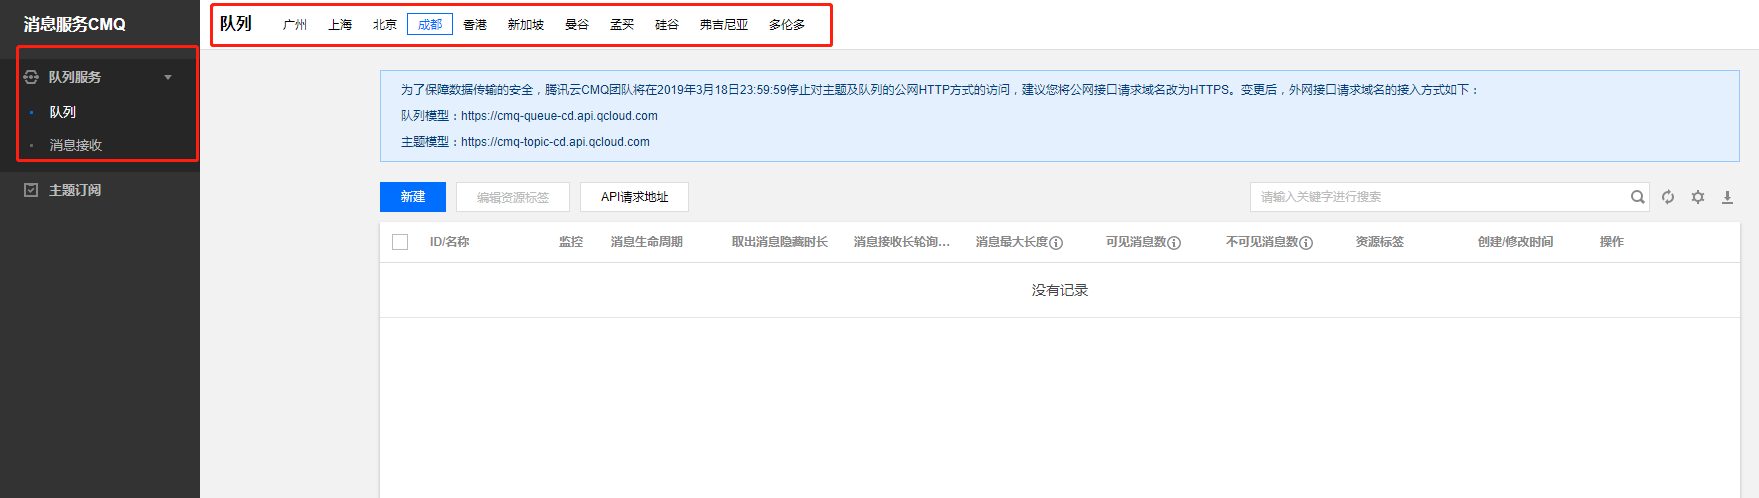 消息服务CMQ
队列服务
队列
消息接收
主题订阅
队列 广州 上海 北京 成都 香港 新加坡 曼谷 孟买 硅谷 弗吉尼亚 多伦多
为了保障数据传输的安全，腾讯云CMQ团队将在2019年3月18日23:59:59停止对主题及队列的公网HTTP方式的访问，建议您将公网接口请求域名改为HTTPS。变更后，外网接口请求域名的接入方式如下：
队列模型：https://cmq-queue-cd.api.qcloud.com
主题模型：https://cmq-topic-cd.api.qcloud.com
新建 编辑资源标签 API请求地址 请输入关键字进行搜索
ID/名称 监控 消息生命周期 取出消息隐藏时长 消息接收长轮询... 消息最大长度 可见消息数 不可见消息数 资源标签 创建/修改时间 操作
没有记录